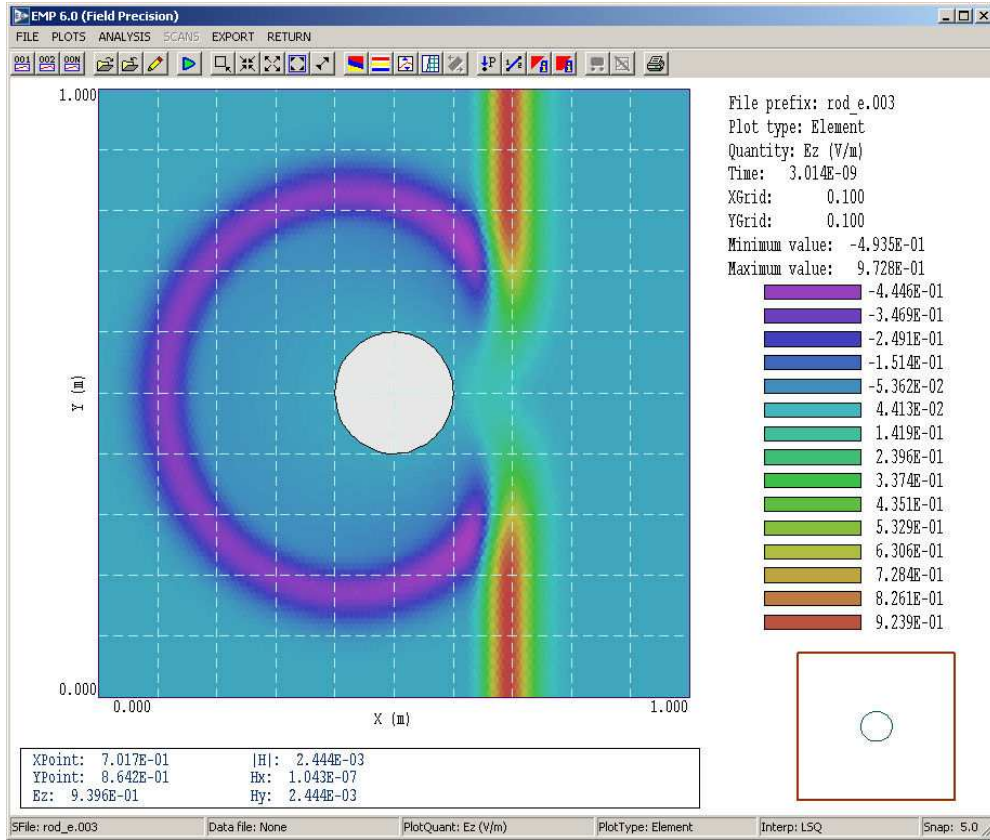 EMP 6.0 (Field Precision)
FILE PLOTS ANALYSIS SCANS EXPORT RETURN
001 002 00N P 1/2
1.000
Y (m)
0.000
0.000
1.000
X (m)
File prefix: rod_e.003
Plot type: Element
Quantity: Ez (V/m)
Time: 3.014E-09
XGrid: 0.100
YGrid: 0.100
Minimum value: -4.935E-01
Maximum value: 9.728E-01
-4.446E-01
-3.469E-01
-2.491E-01
-1.514E-01
-5.362E-02
4.413E-02
1.419E-01
2.396E-01
3.374E-01
4.351E-01
5.329E-01
6.306E-01
7.284E-01
8.261E-01
9.239E-01
XPoint: 7.017E-01 |H|: 2.444E-03
YPoint: 8.642E-01 Hx: 1.043E-07
Ez: 9.396E-01 Hy: 2.444E-03
SFile: rod_e.003 Data file: None PlotQuant: Ez (V/m) PlotType: Element Interp: LSQ Snap: 5.0